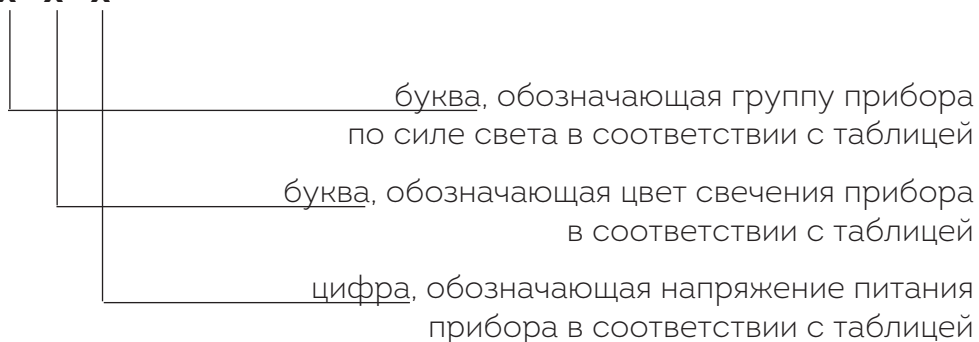 буква, обозначающая группу прибора
по силе света в соответствии с таблицей
буква, обозначающая цвет свечения прибора
в соответствии с таблицей
цифра, обозначающая напряжение питания
прибора в соответствии с таблицей